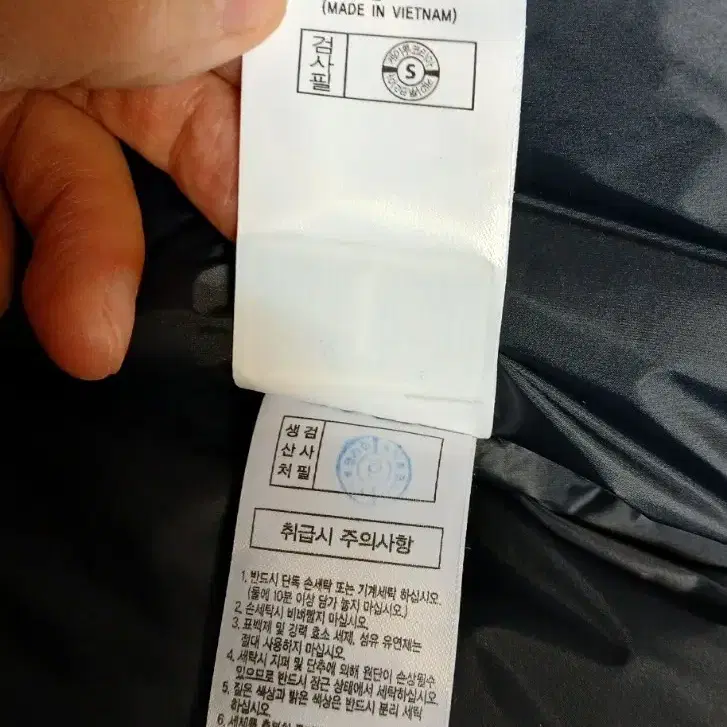 (MADE IN VIETNAM)
검사필
S
생산처 검사필
취급시 주의사항
1. 반드시 단독 손세탁 또는 기계세탁 하십시오.
(물에 10분 이상 담가 놓지 마십시오.)
2. 손세탁시 비벼빨지 마십시오.
3. 표백제 및 강력 효소 세제, 섬유 유연제는
절대 사용하지 마십시오.
4. 세탁시 지퍼 및 단추에 의해 원단이 손상될수
있으므로 반드시 잠근 상태에서 세탁하십시오.
5. 짙은 색상과 밝은 색상은 반드시 분리 세탁
하십시오.
6.